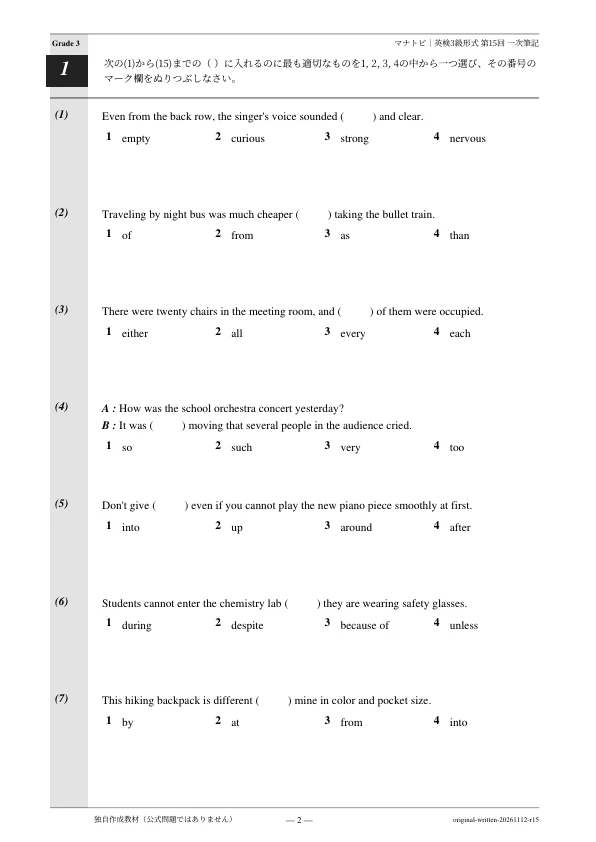 Grade 3
マナトビ｜英検3級形式 第15回 一次筆記
1
次の(1)から(15)までの（ ）に入れるのに最も適切なものを1, 2, 3, 4の中から一つ選び、その番号の
マーク欄をぬりつぶしなさい。
(1) Even from the back row, the singer's voice sounded ( ) and clear.
1 empty 2 curious 3 strong 4 nervous
(2) Traveling by night bus was much cheaper ( ) taking the bullet train.
1 of 2 from 3 as 4 than
(3) There were twenty chairs in the meeting room, and ( ) of them were occupied.
1 either 2 all 3 every 4 each
(4) A : How was the school orchestra concert yesterday?
B : It was ( ) moving that several people in the audience cried.
1 so 2 such 3 very 4 too
(5) Don't give ( ) even if you cannot play the new piano piece smoothly at first.
1 into 2 up 3 around 4 after
(6) Students cannot enter the chemistry lab ( ) they are wearing safety glasses.
1 during 2 despite 3 because of 4 unless
(7) This hiking backpack is different ( ) mine in color and pocket size.
1 by 2 at 3 from 4 into
独自作成教材（公式問題ではありません）
— 2 —
original-written-20261112-r15